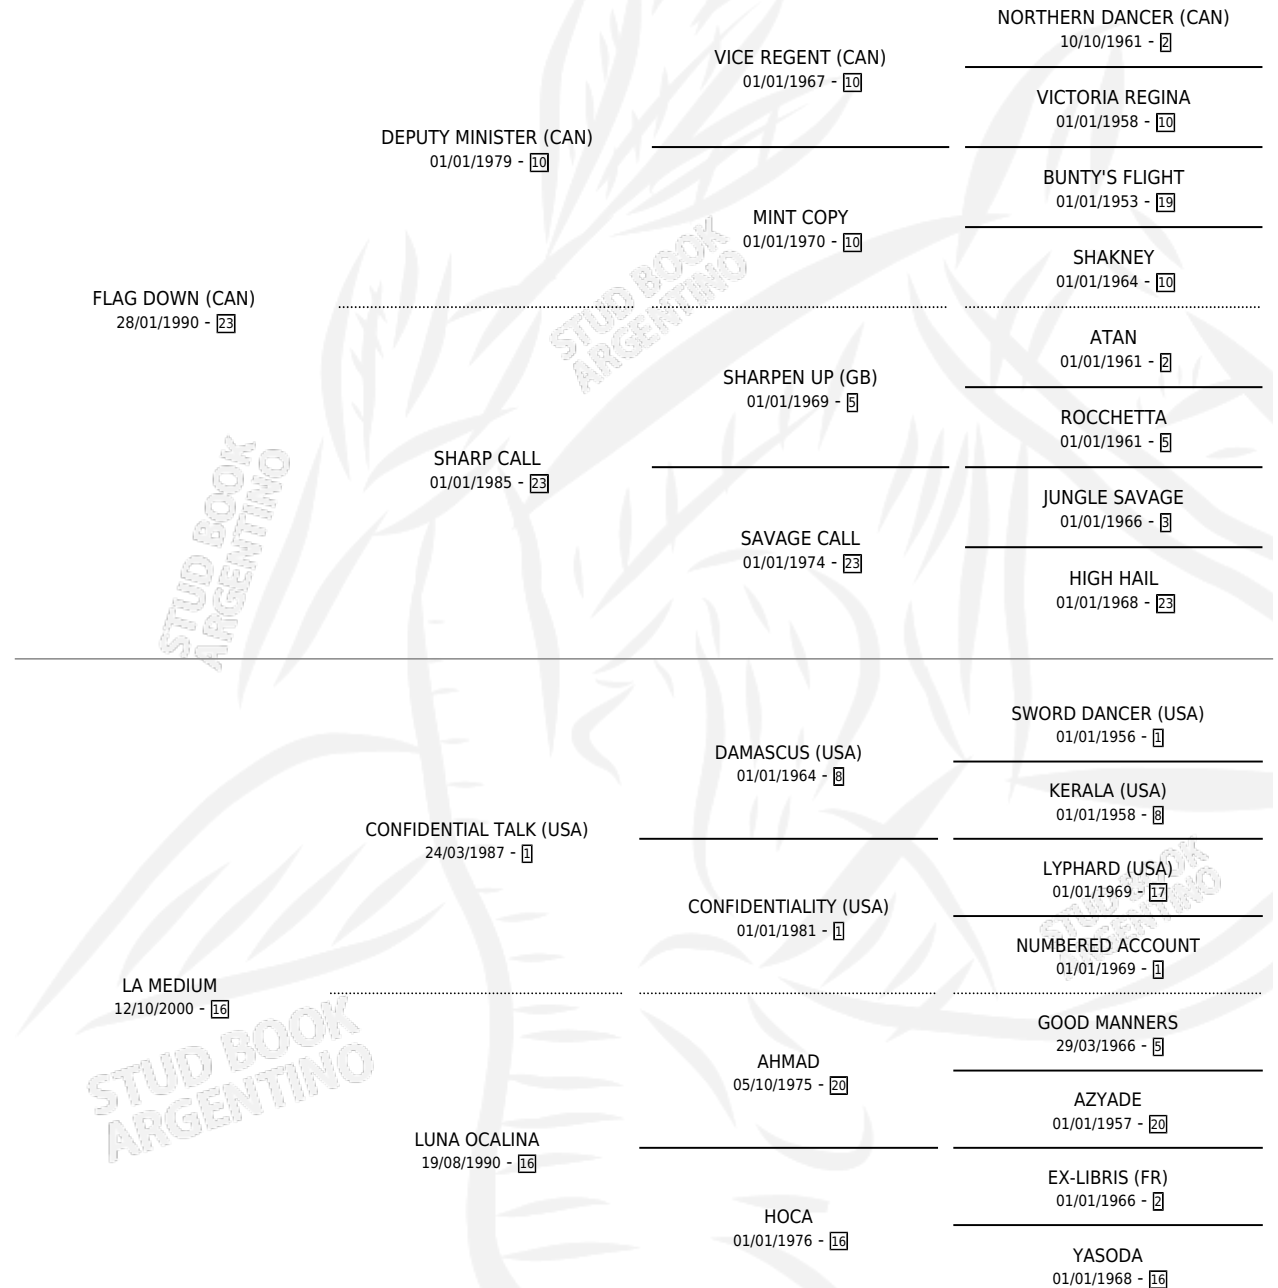 NORTHERN DANCER (CAN)
10/10/1961 - 2
VICE REGENT (CAN)
01/01/1967 - 10
VICTORIA REGINA
01/01/1958 - 10
DEPUTY MINISTER (CAN)
01/01/1979 - 10
BUNTY'S FLIGHT
01/01/1953 - 19
MINT COPY
01/01/1970 - 10
SHAKNEY
01/01/1964 - 10
FLAG DOWN (CAN)
28/01/1990 - 23
ATAN
01/01/1961 - 2
SHARPEN UP (GB)
01/01/1969 - 5
ROCCHETTA
01/01/1961 - 5
SHARP CALL
01/01/1985 - 23
JUNGLE SAVAGE
01/01/1966 - 3
SAVAGE CALL
01/01/1974 - 23
HIGH HAIL
01/01/1968 - 23
STUD BOOK
ARGENTINO
STUD BOOK
ARGENTINO
SWORD DANCER (USA)
01/01/1956 - 1
DAMASCUS (USA)
01/01/1964 - 8
KERALA (USA)
01/01/1958 - 8
CONFIDENTIAL TALK (USA)
24/03/1987 - 1
LYPHARD (USA)
01/01/1969 - 17
CONFIDENTIALITY (USA)
01/01/1981 - 1
NUMBERED ACCOUNT
01/01/1969 - 1
LA MEDIUM
12/10/2000 - 16
GOOD MANNERS
29/03/1966 - 5
AHMAD
05/10/1975 - 20
AZYADE
01/01/1957 - 20
LUNA OCALINA
19/08/1990 - 16
EX-LIBRIS (FR)
01/01/1966 - 2
HOCA
01/01/1976 - 16
YASODA
01/01/1968 - 16
STUD BOOK
ARGENTINO
STUD BOOK
ARGENTINO